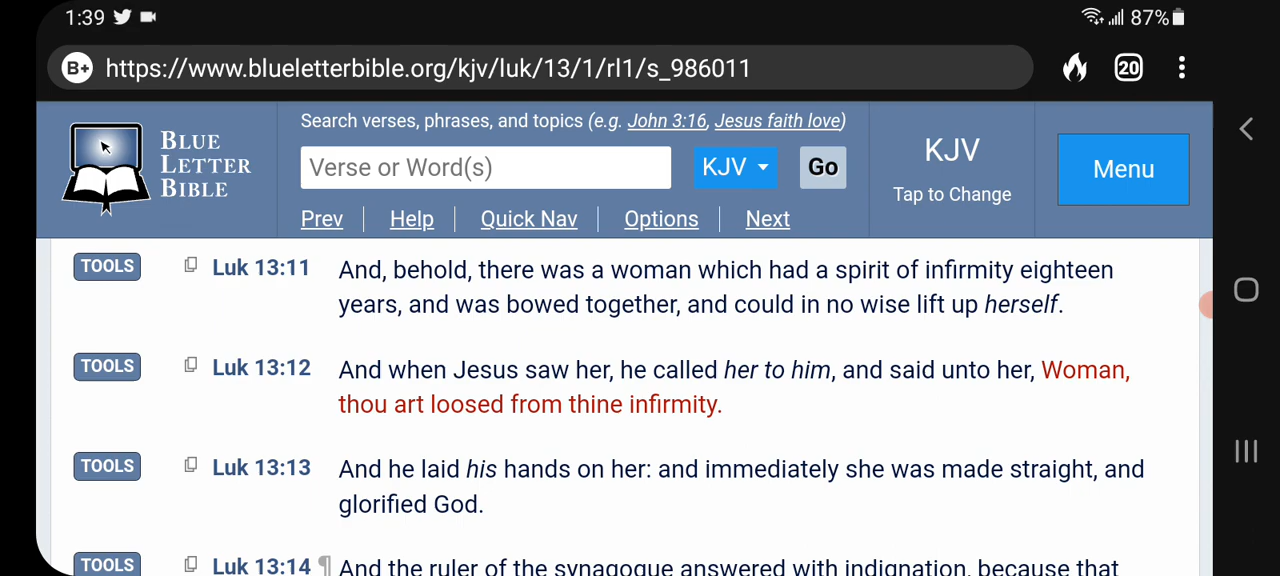 1:39 87%
B+ https://www.blueletterbible.org/kjv/luk/13/1/rl1/s_986011 20
BLUE
LETTER
BIBLE
Search verses, phrases, and topics (e.g. John 3:16, Jesus faith love)
Verse or Word(s) KJV Go
Prev Help Quick Nav Options Next
KJV
Tap to Change
Menu
TOOLS Luk 13:11 And, behold, there was a woman which had a spirit of infirmity eighteen
years, and was bowed together, and could in no wise lift up herself.
TOOLS Luk 13:12 And when Jesus saw her, he called her to him, and said unto her, Woman,
thou art loosed from thine infirmity.
TOOLS Luk 13:13 And he laid his hands on her: and immediately she was made straight, and
glorified God.
TOOLS Luk 13:14 ¶ And the ruler of the synagogue answered with indignation, because that